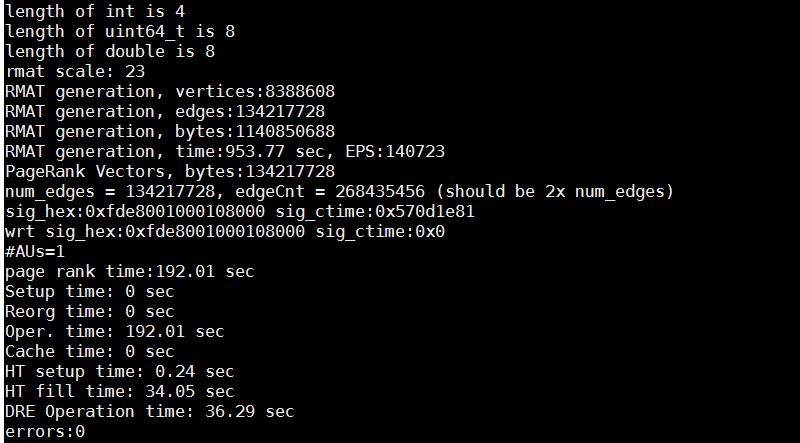 length of int is 4
length of uint64_t is 8
length of double is 8
rmat scale: 23
RMAT generation, vertices:8388608
RMAT generation, edges:134217728
RMAT generation, bytes:1140850688
RMAT generation, time:953.77 sec, EPS:140723
PageRank Vectors, bytes:134217728
num_edges = 134217728, edgeCnt = 268435456 (should be 2x num_edges)
sig_hex:0xfde8001000108000 sig_ctime:0x570d1e81
wrt sig_hex:0xfde8001000108000 sig_ctime:0x0
#AUs=1
page rank time:192.01 sec
Setup time: 0 sec
Reorg time: 0 sec
Oper. time: 192.01 sec
Cache time: 0 sec
HT setup time: 0.24 sec
HT fill time: 34.05 sec
DRE Operation time: 36.29 sec
errors:0